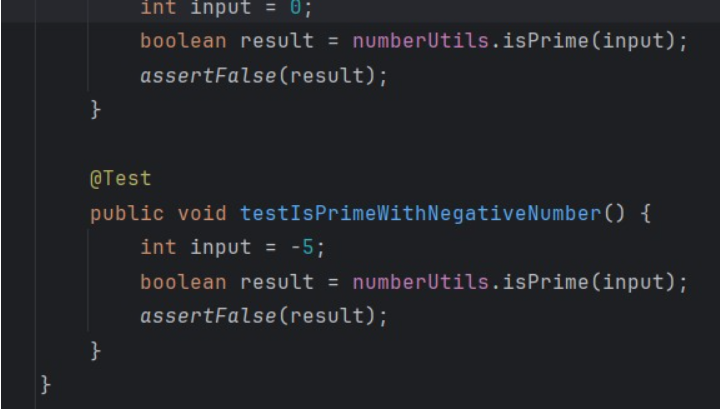 int input = 0;
boolean result = numberUtils.isPrime(input);
assertFalse(result);
}
@Test
public void testIsPrimeWithNegativeNumber() {
int input = -5;
boolean result = numberUtils.isPrime(input);
assertFalse(result);
}
}